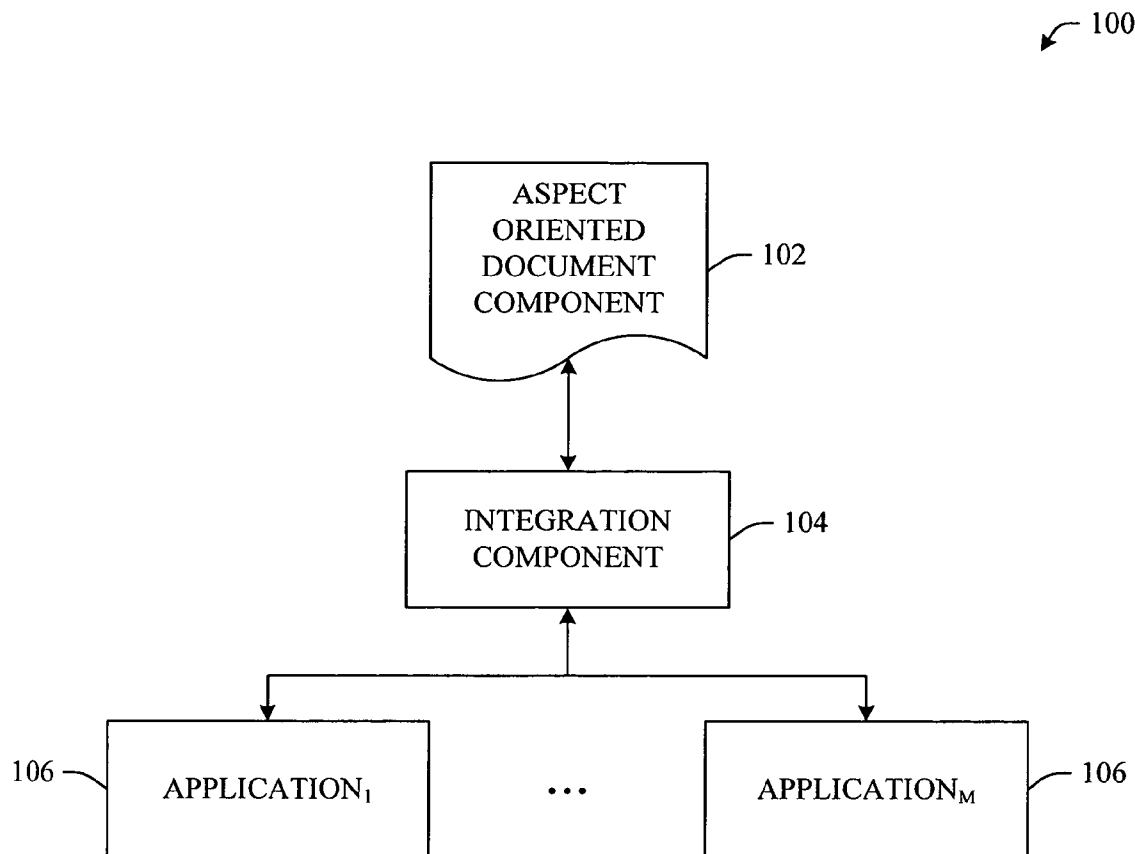 100
ASPECT
ORIENTED
DOCUMENT
COMPONENT
102
INTEGRATION
COMPONENT
104
106
APPLICATION₁
...
APPLICATIONM
106